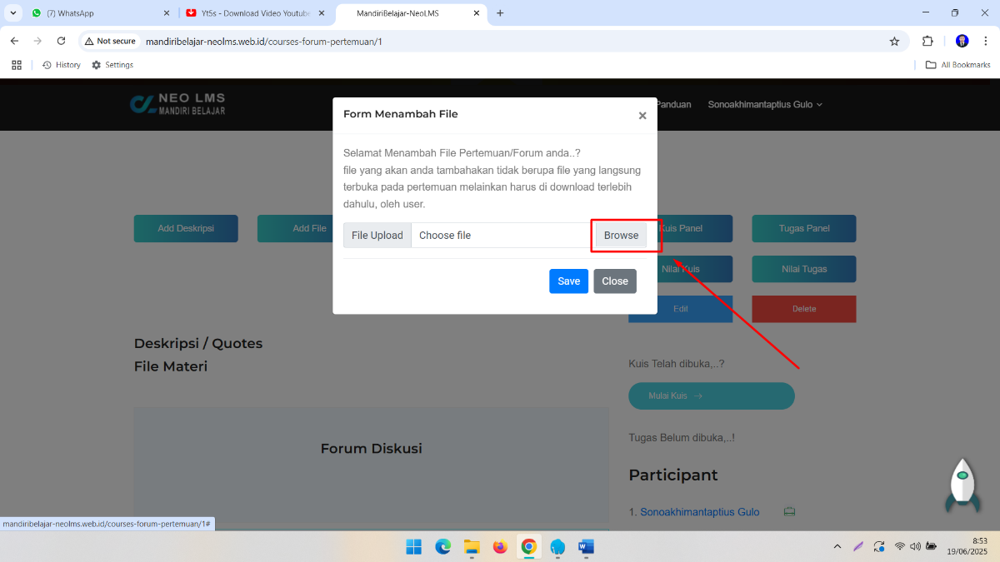 (7) WhatsApp
Yt5s - Download Video Youtube
MandiriBelajar-NeoLMS
Not secure
mandiribelajar-neolms.web.id/courses-forum-pertemuan/1
History
Settings
All Bookmarks
NEO LMS
MANDIRI BELAJAR
Panduan
Sonoakhimantaptius Gulo
Form Menambah File
×
Selamat Menambah File Pertemuan/Forum anda..?
file yang akan anda tambahakan tidak berupa file yang langsung
terbuka pada pertemuan melainkan harus di download terlebih
dahulu, oleh user.
File Upload
Choose file
Browse
Save
Close
Add Deskripsi
Add File
Kuis Panel
Tugas Panel
Nilai Kuis
Nilai Tugas
Edit
Delete
Deskripsi / Quotes
File Materi
Kuis Telah dibuka,..?
Mulai Kuis
Tugas Belum dibuka,..!
Forum Diskusi
Participant
1. Sonoakhimantaptius Gulo
mandiribelajar-neolms.web.id/courses-forum-pertemuan/1#
8:53
19/06/2025